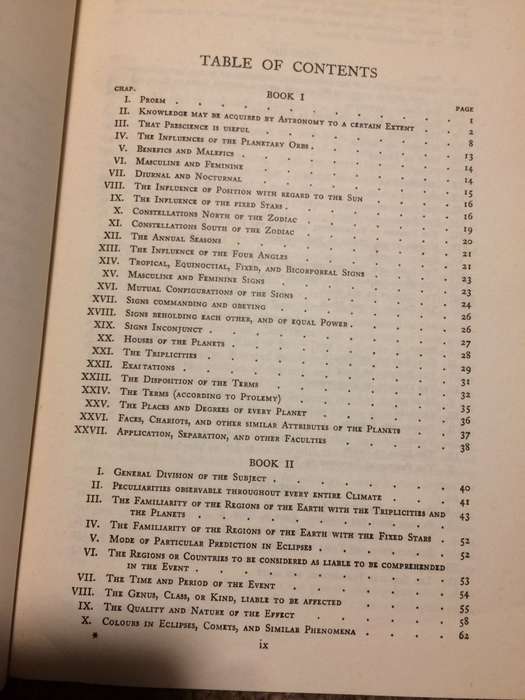 TABLE OF CONTENTS
BOOK I
CHAP. PAGE
I. Proem . . . . . . . . . . 1
II. Knowledge may be acquired by Astronomy to a certain Extent . . 2
III. That Prescience is useful . . . . . . 8
IV. The Influences of the Planetary Orbs . . . . . 13
V. Benefics and Malefics . . . . . . . 14
VI. Masculine and Feminine . . . . . . . 14
VII. Diurnal and Nocturnal . . . . . . . 15
VIII. The Influence of Position with regard to the Sun . . . 16
IX. The Influence of the fixed Stars . . . . . . 16
X. Constellations North of the Zodiac . . . . . 19
XI. Constellations South of the Zodiac . . . . . 20
XII. The Annual Seasons . . . . . . . 21
XIII. The Influence of the Four Angles . . . . . 21
XIV. Tropical, Equinoctial, Fixed, and Bicorporeal Signs . . . 23
XV. Masculine and Feminine Signs . . . . . . 23
XVI. Mutual Configurations of the Signs . . . . . 24
XVII. Signs commanding and obeying . . . . . . 26
XVIII. Signs beholding each other, and of equal Power . . . . 26
XIX. Signs Inconjunct . . . . . . . . 27
XX. Houses of the Planets . . . . . . . 28
XXI. The Triplicities . . . . . . . . 29
XXII. Exaltations . . . . . . . . . 31
XXIII. The Disposition of the Terms . . . . . . 32
XXIV. The Terms (according to Ptolemy) . . . . . 35
XXV. The Places and Degrees of every Planet . . . . 36
XXVI. Faces, Chariots, and other similar Attributes of the Planets . 37
XXVII. Application, Separation, and other Faculties . . . . 38
BOOK II
I. General Division of the Subject . . . . . . 40
II. Peculiarities observable throughout every entire Climate . . . 41
III. The Familiarity of the Regions of the Earth with the Triplicities and
the Planets . . . . . . . . . 43
IV. The Familiarity of the Regions of the Earth with the Fixed Stars . 52
V. Mode of Particular Prediction in Eclipses . . . . . 52
VI. The Regions or Countries to be considered as liable to be comprehended
in the Event . . . . . . . . . 53
VII. The Time and Period of the Event . . . . . 54
VIII. The Genus, Class, or Kind, liable to be affected . . . . 55
IX. The Quality and Nature of the Effect . . . . . 58
X. Colours in Eclipses, Comets, and Similar Phenomena . . . . 62
* ix